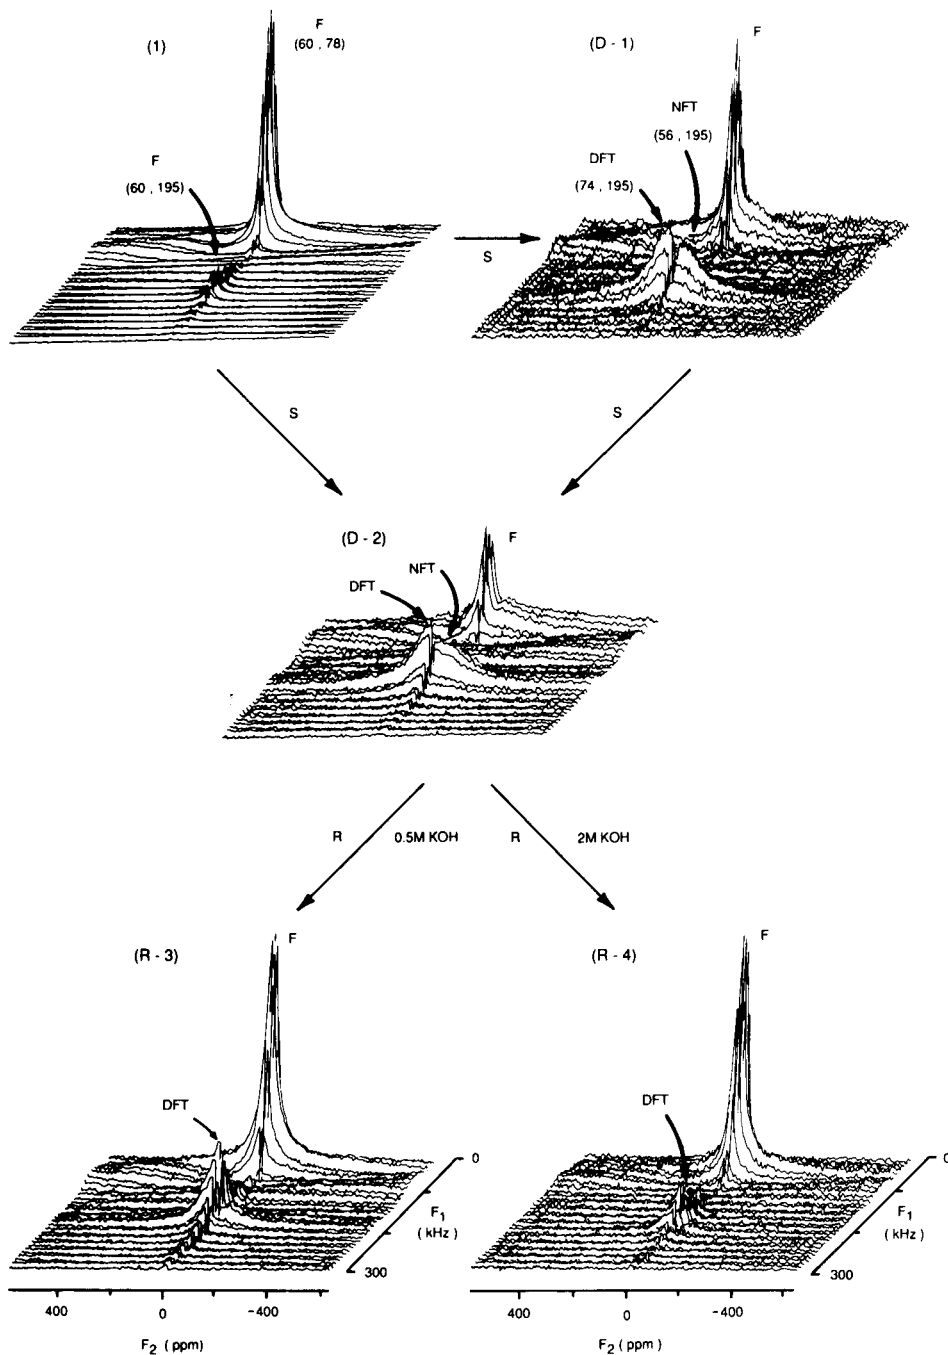 (1)
F
(60 , 78)
F
(60 , 195)
S
(D - 1)
F
NFT
(56 , 195)
DFT
(74 , 195)
S
S
(D - 2)
F
NFT
DFT
R
0.5M KOH
R
2M KOH
(R - 3)
F
DFT
0
F1
( kHz )
300
400
0
-400
F2 ( ppm)
(R - 4)
F
DFT
0
F1
( kHz )
300
400
0
-400
F2 ( ppm )